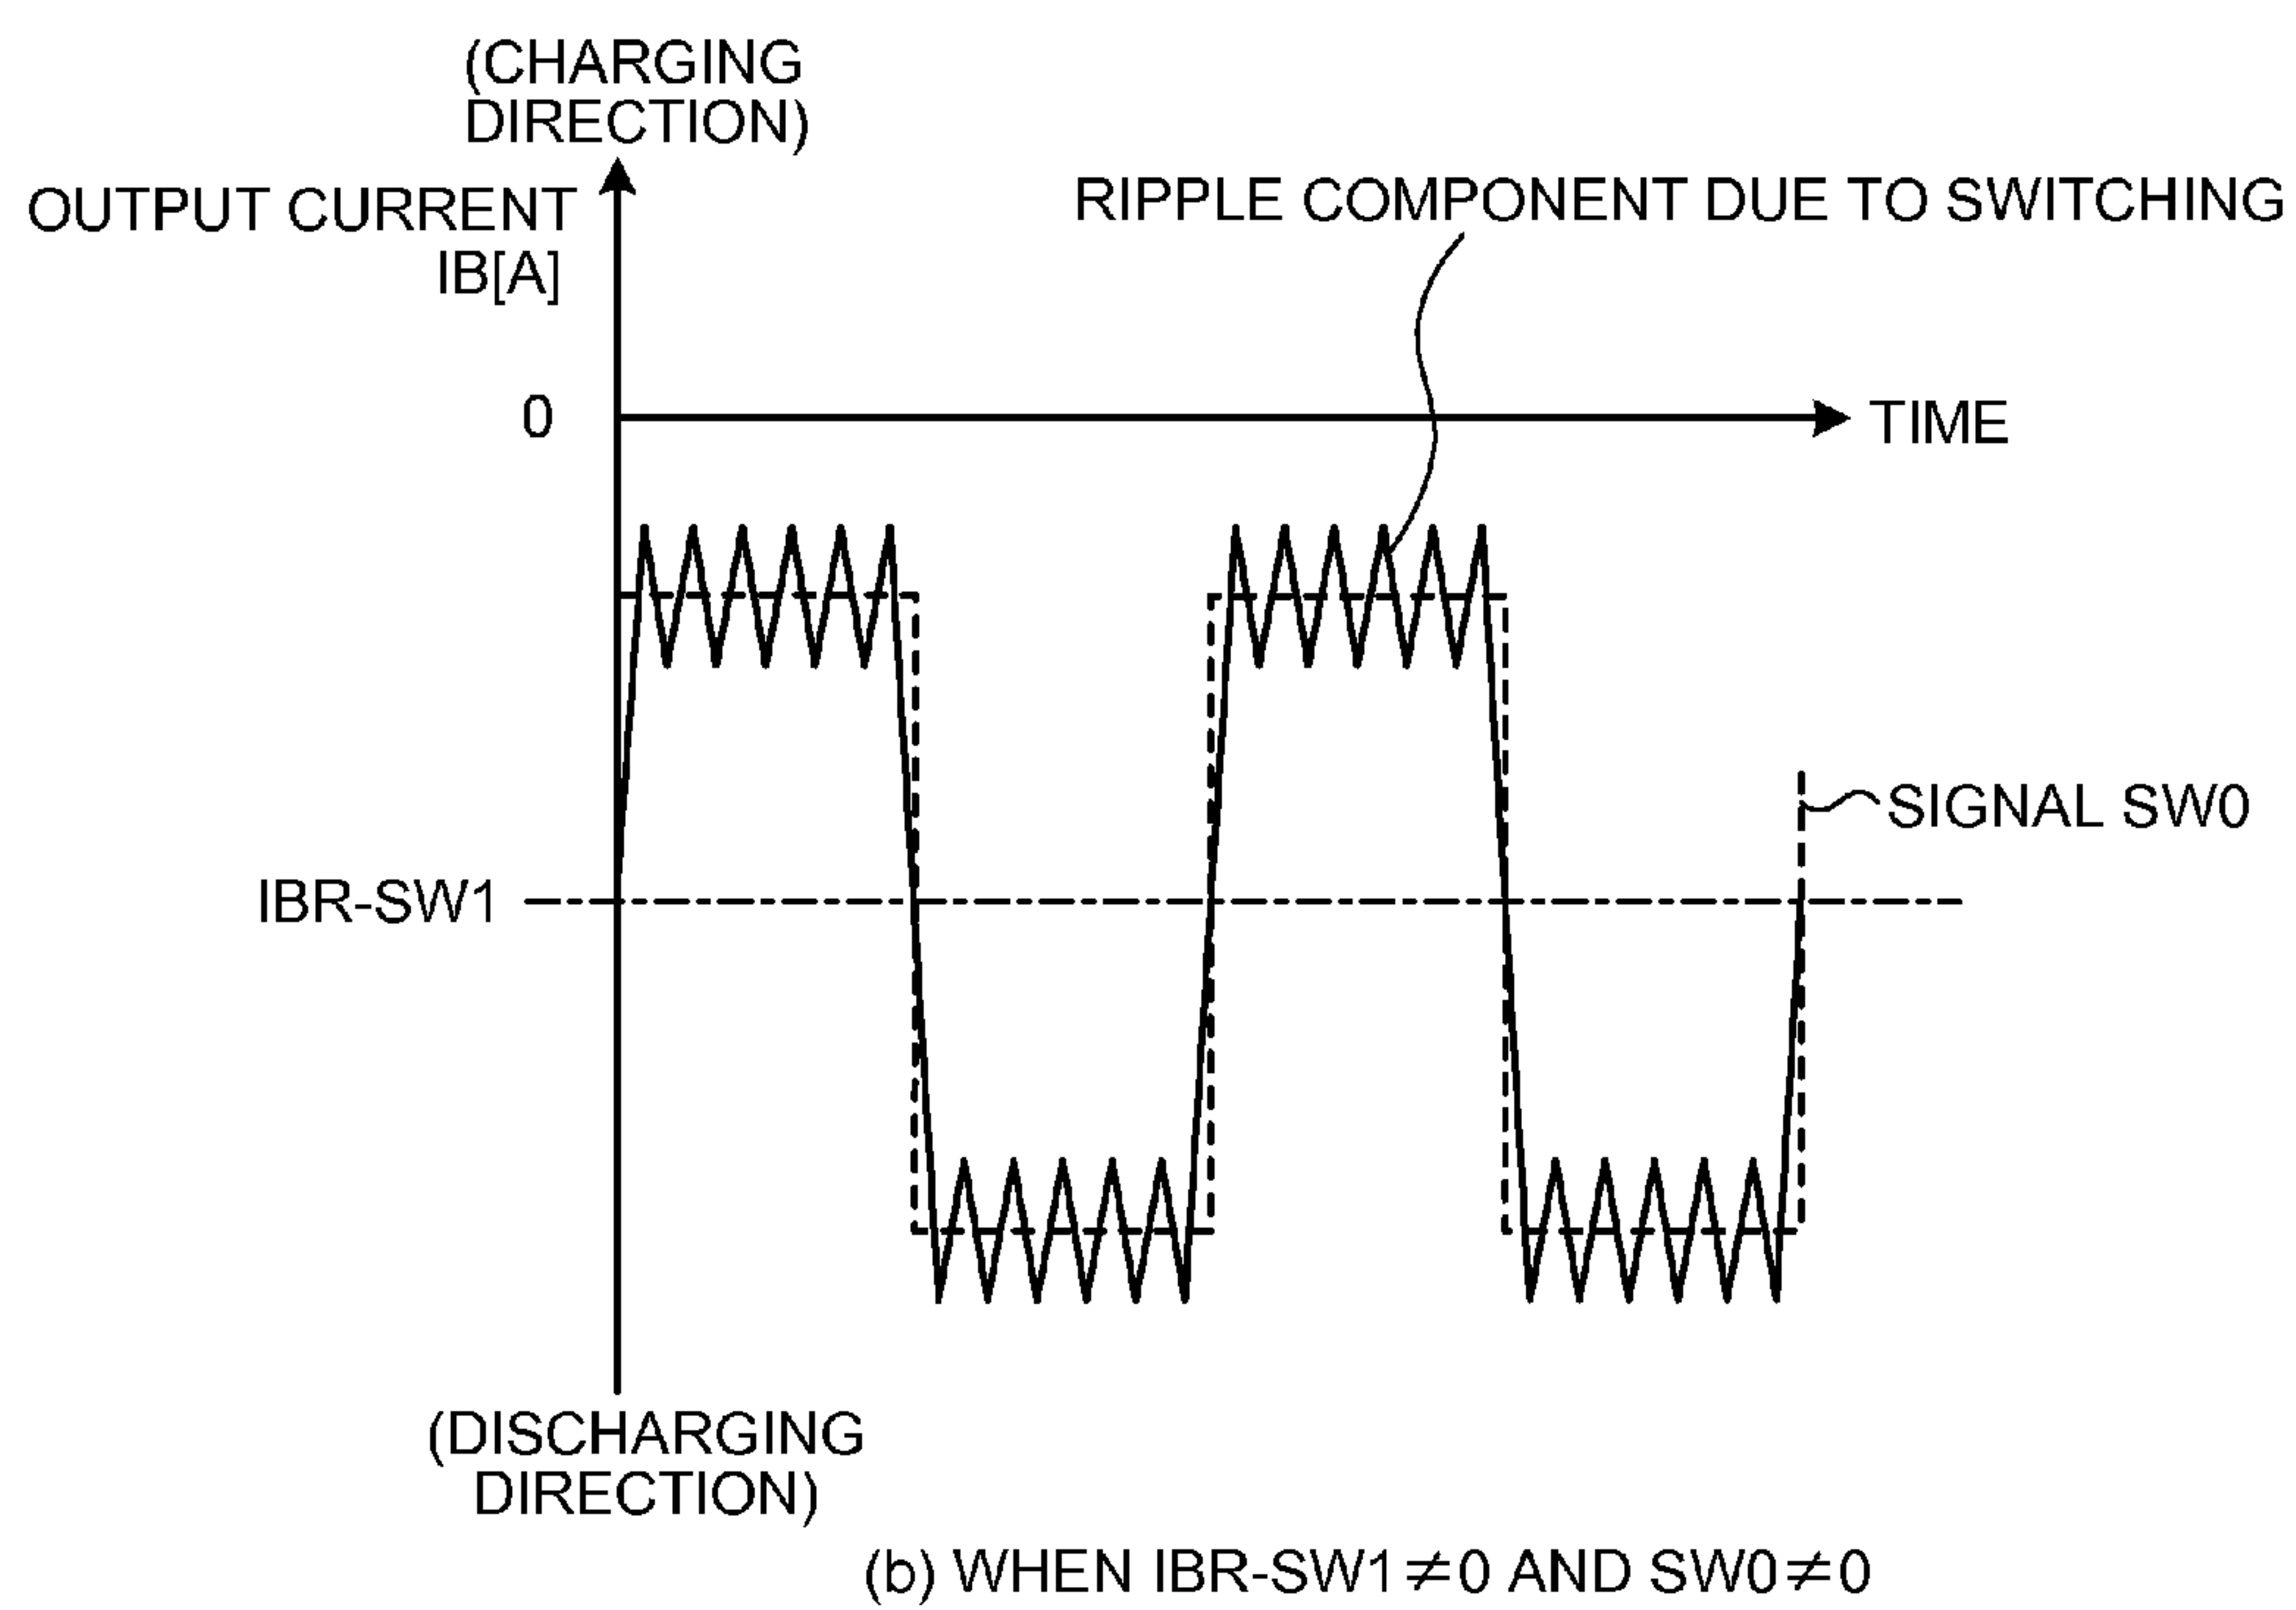 (CHARGING
DIRECTION)
OUTPUT CURRENT
IB[A]
RIPPLE COMPONENT DUE TO SWITCHING
0
TIME
SIGNAL SW0
IBR-SW1
(DISCHARGING
DIRECTION)
(b) WHEN IBR-SW1≠0 AND SW0≠0